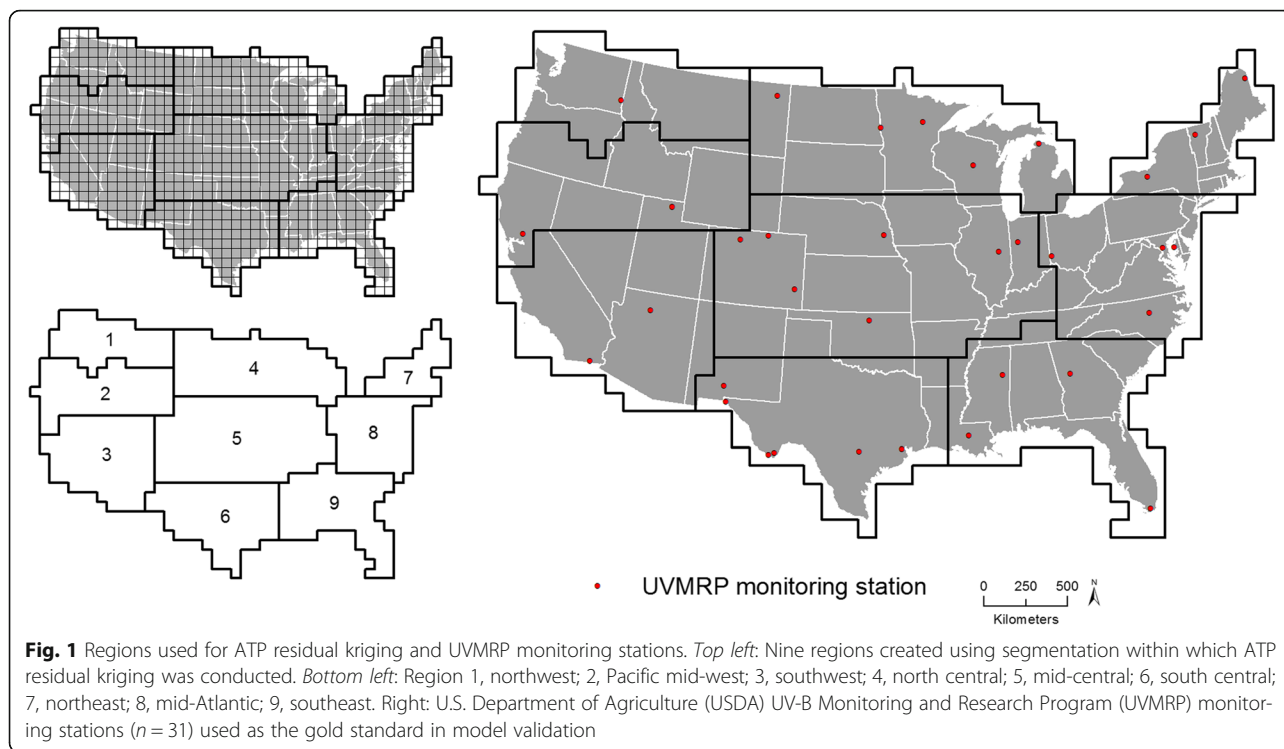 1
2
3
4
5
6
7
8
9
UVMRP monitoring station
0 250 500
Kilometers
N
Fig. 1 Regions used for ATP residual kriging and UVMRP monitoring stations. Top left: Nine regions created using segmentation within which ATP
residual kriging was conducted. Bottom left: Region 1, northwest; 2, Pacific mid-west; 3, southwest; 4, north central; 5, mid-central; 6, south central;
7, northeast; 8, mid-Atlantic; 9, southeast. Right: U.S. Department of Agriculture (USDA) UV-B Monitoring and Research Program (UVMRP) monitor-
ing stations (n = 31) used as the gold standard in model validation